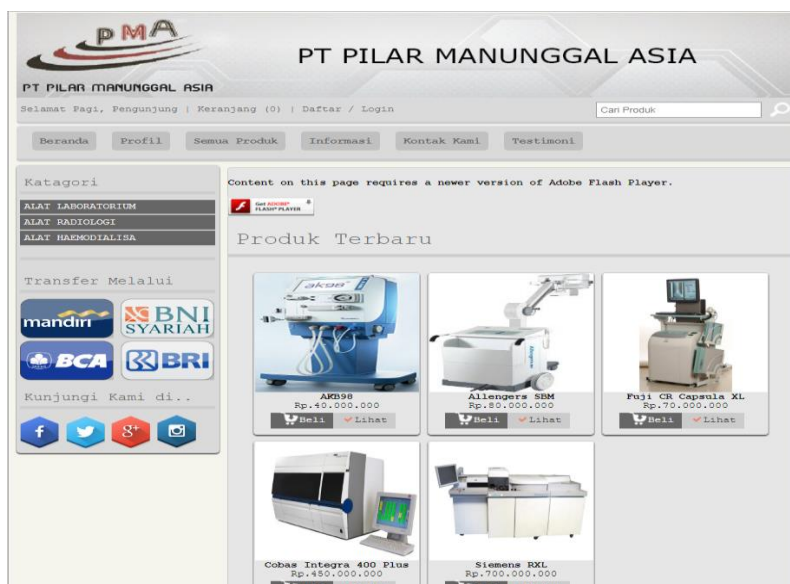 PMA
PT PILAR MANUNGGAL ASIA
PT PILAR MANUNGGAL ASIA
Selamat Pagi, Pengunjung | Keranjang (0) | Daftar / Login
Cari Produk
Beranda Profil Semua Produk Informasi Kontak Kami Testimoni
Katagori
ALAT LABORATORIUM
ALAT RADIOLOGI
ALAT HAEMODIALISA
Transfer Melalui
mandiri
BNI SYARIAH
BCA
BRI
Kunjungi Kami di..
f
g+
Content on this page requires a newer version of Adobe Flash Player.
Get ADOBE®
FLASH® PLAYER
Produk Terbaru
ak98
AKB98
Rp.40.000.000
Beli Lihat
Allengers SBM
Rp.80.000.000
Beli Lihat
Fuji CR Capsula XL
Rp.70.000.000
Beli Lihat
Cobas Integra 400 Plus
Rp.450.000.000
Siemens RXL
Rp.700.000.000